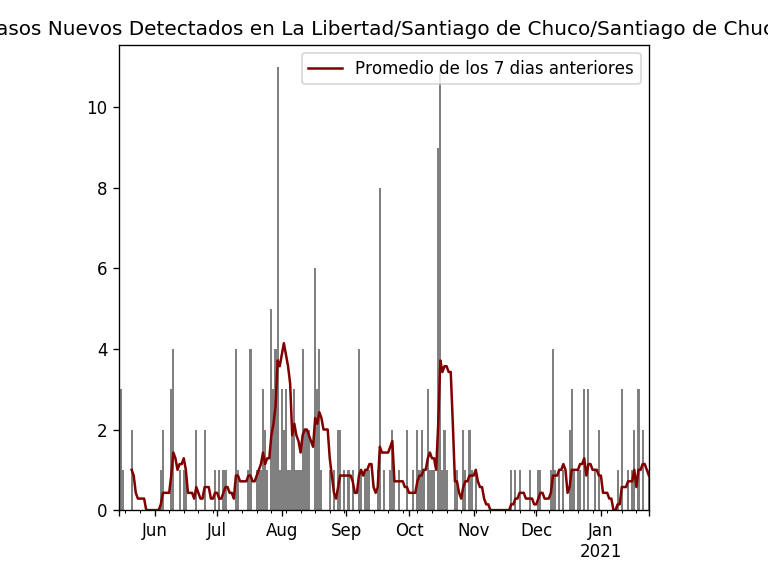 asos Nuevos Detectados en La Libertad/Santiago de Chuco/Santiago de Chuc
Promedio de los 7 dias anteriores
10
8
6
4
2
0
Jun Jul Aug Sep Oct Nov Dec Jan
2021